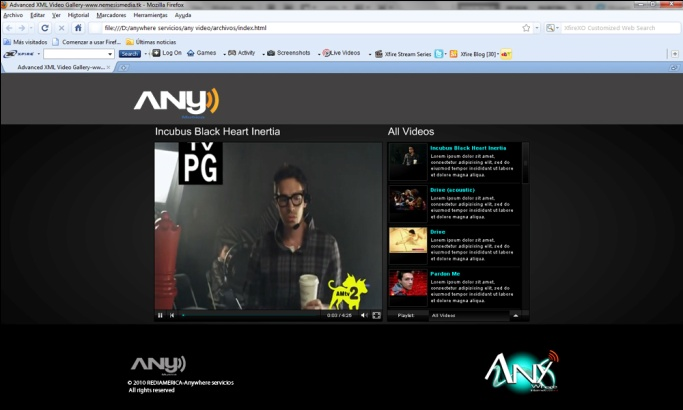 Advanced XML Video Gallery-www.nemesismedia.tk - Mozilla Firefox
Archivo Editar Ver Historial Marcadores Herramientas Ayuda
file:///D:/anywhere servicios/any video/archivos/index.html
XfireXO Customized Web Search
Más visitados Comenzar a usar Firef... Últimas noticias
Search Log On Games Activity Screenshots Live Videos Xfire Stream Series Xfire Blog [30]
Advanced XML Video Gallery-ww...
ANY
Incubus Black Heart Inertia
All Videos
TV
PG
AMtv
2
0:03 / 4:25
Incubus Black Heart Inertia
Lorem ipsum dolor sit amet,
consectetur adipisicing elit, sed do
eiusmod tempor incididunt ut labore
et dolore magna aliqua.
Drive (acoustic)
Lorem ipsum dolor sit amet,
consectetur adipisicing elit, sed do
eiusmod tempor incididunt ut labore
et dolore magna aliqua.
Drive
Lorem ipsum dolor sit amet,
consectetur adipisicing elit, sed do
eiusmod tempor incididunt ut labore
et dolore magna aliqua.
Pardon Me
Lorem ipsum dolor sit amet,
consectetur adipisicing elit, sed do
eiusmod tempor incididunt ut labore
et dolore magna aliqua.
Playlist: All Videos
ANY
© 2010 REDIAMERICA-Anywhere servicios
All rights reserved